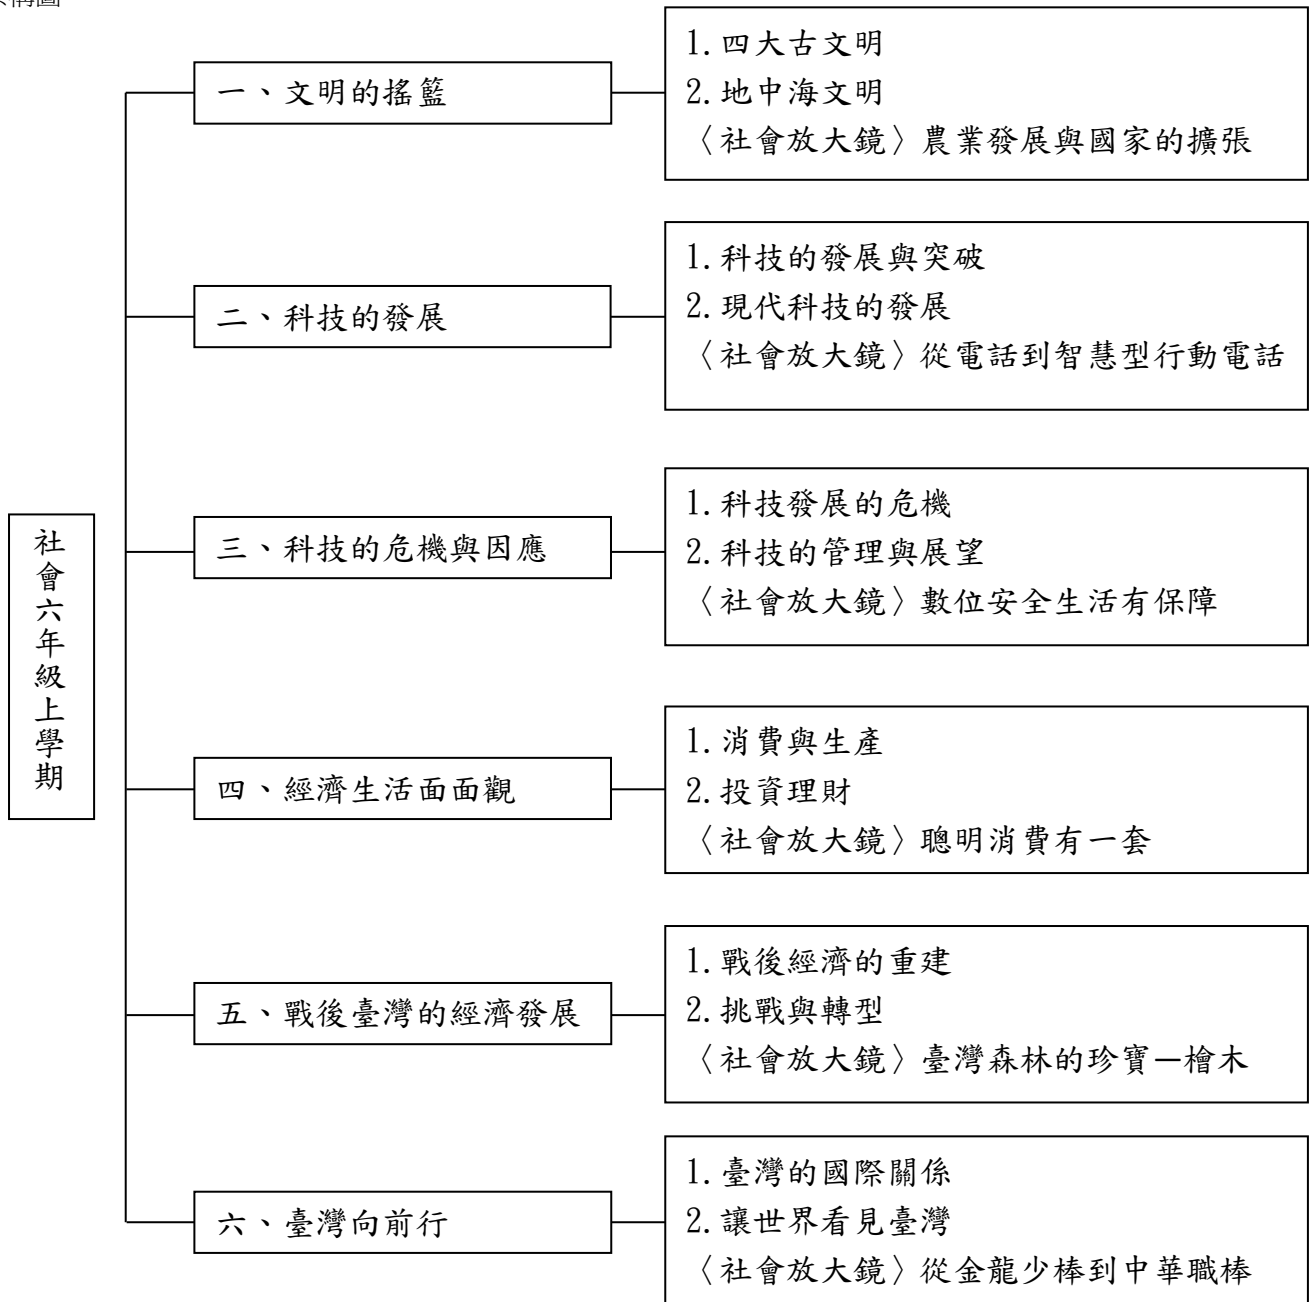 構圖
社會六年級上學期
一、文明的搖籃
1.四大古文明
2.地中海文明
〈社會放大鏡〉農業發展與國家的擴張
二、科技的發展
1.科技的發展與突破
2.現代科技的發展
〈社會放大鏡〉從電話到智慧型行動電話
三、科技的危機與因應
1.科技發展的危機
2.科技的管理與展望
〈社會放大鏡〉數位安全生活有保障
四、經濟生活面面觀
1.消費與生產
2.投資理財
〈社會放大鏡〉聰明消費有一套
五、戰後臺灣的經濟發展
1.戰後經濟的重建
2.挑戰與轉型
〈社會放大鏡〉臺灣森林的珍寶—檜木
六、臺灣向前行
1.臺灣的國際關係
2.讓世界看見臺灣
〈社會放大鏡〉從金龍少棒到中華職棒